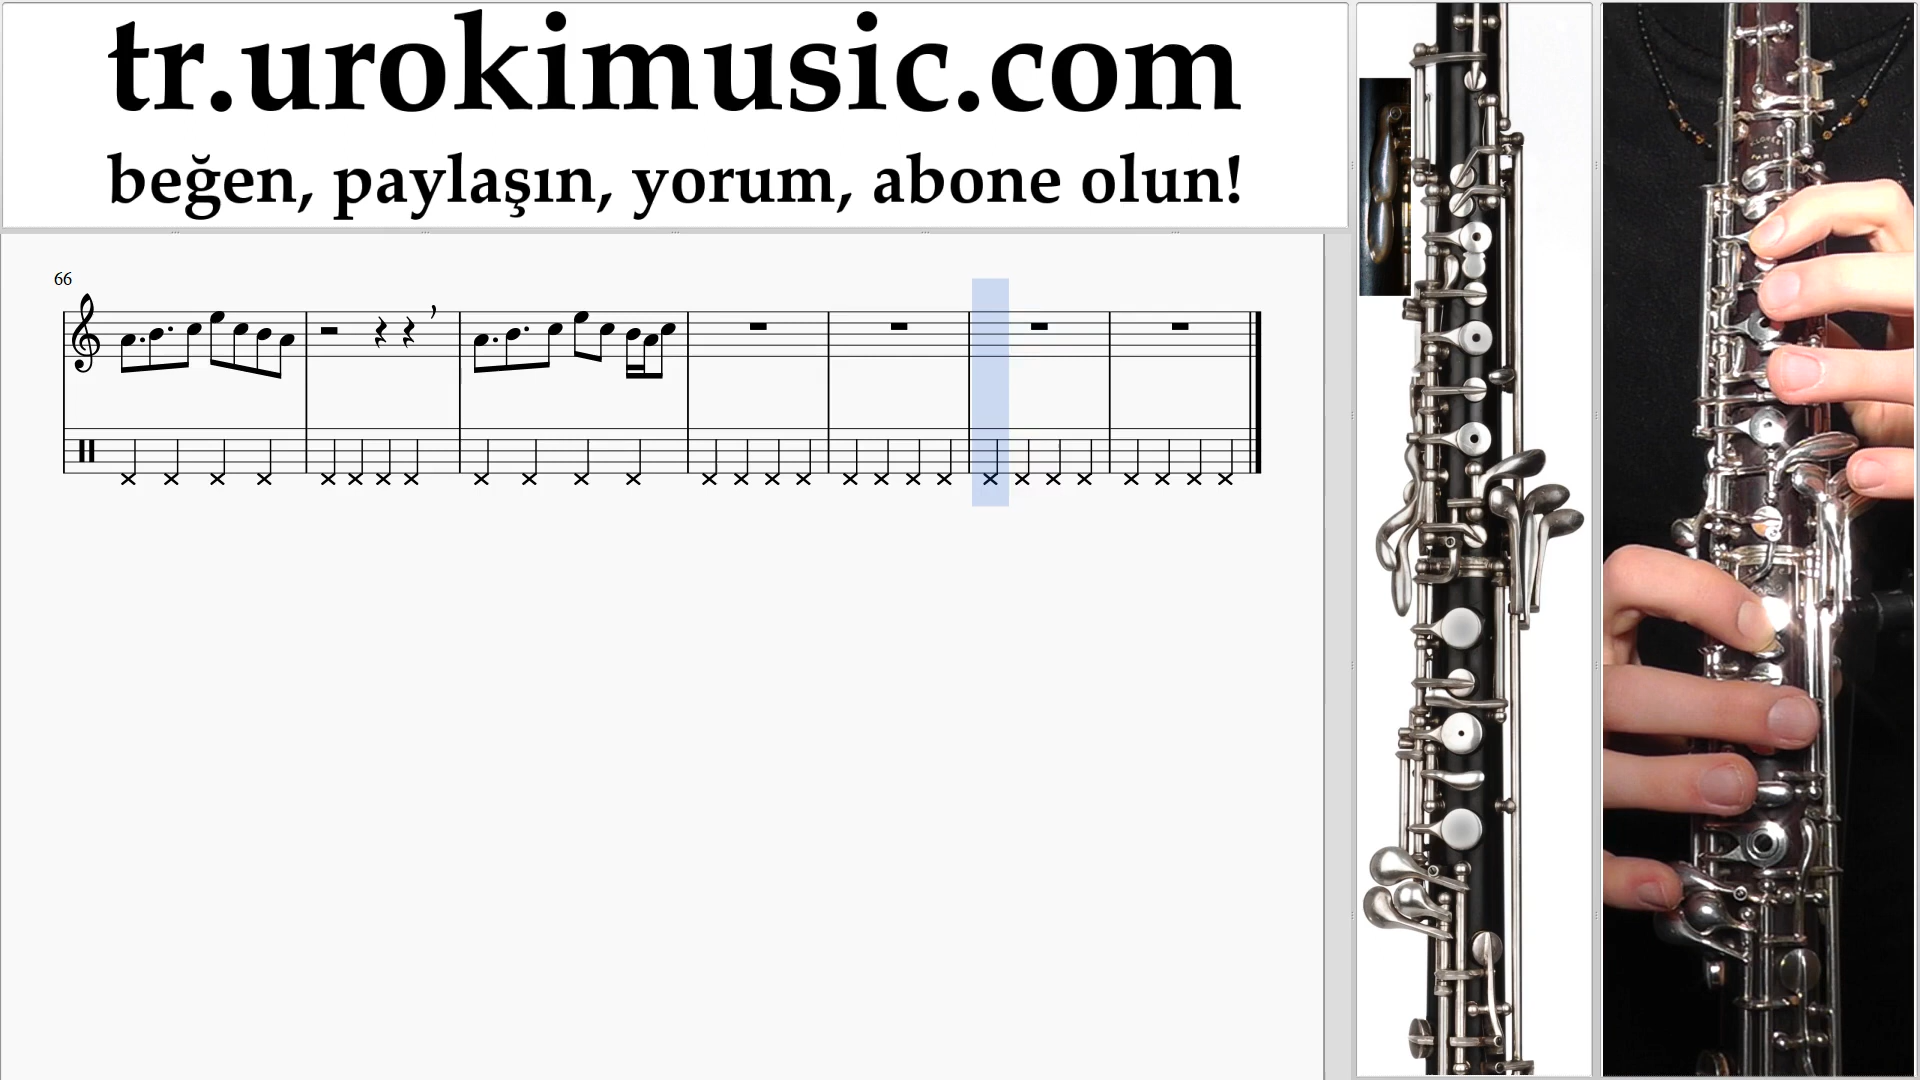 tr.urokimusic.com
beğen, paylaşın, yorum, abone olun!
66